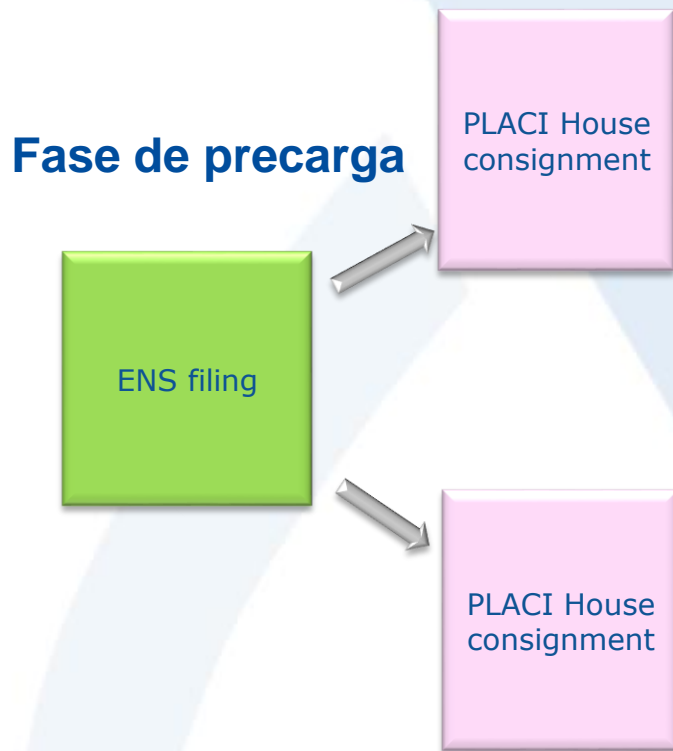 PLACI House
consignment
Fase de precarga
ENS filing
PLACI House
consignment